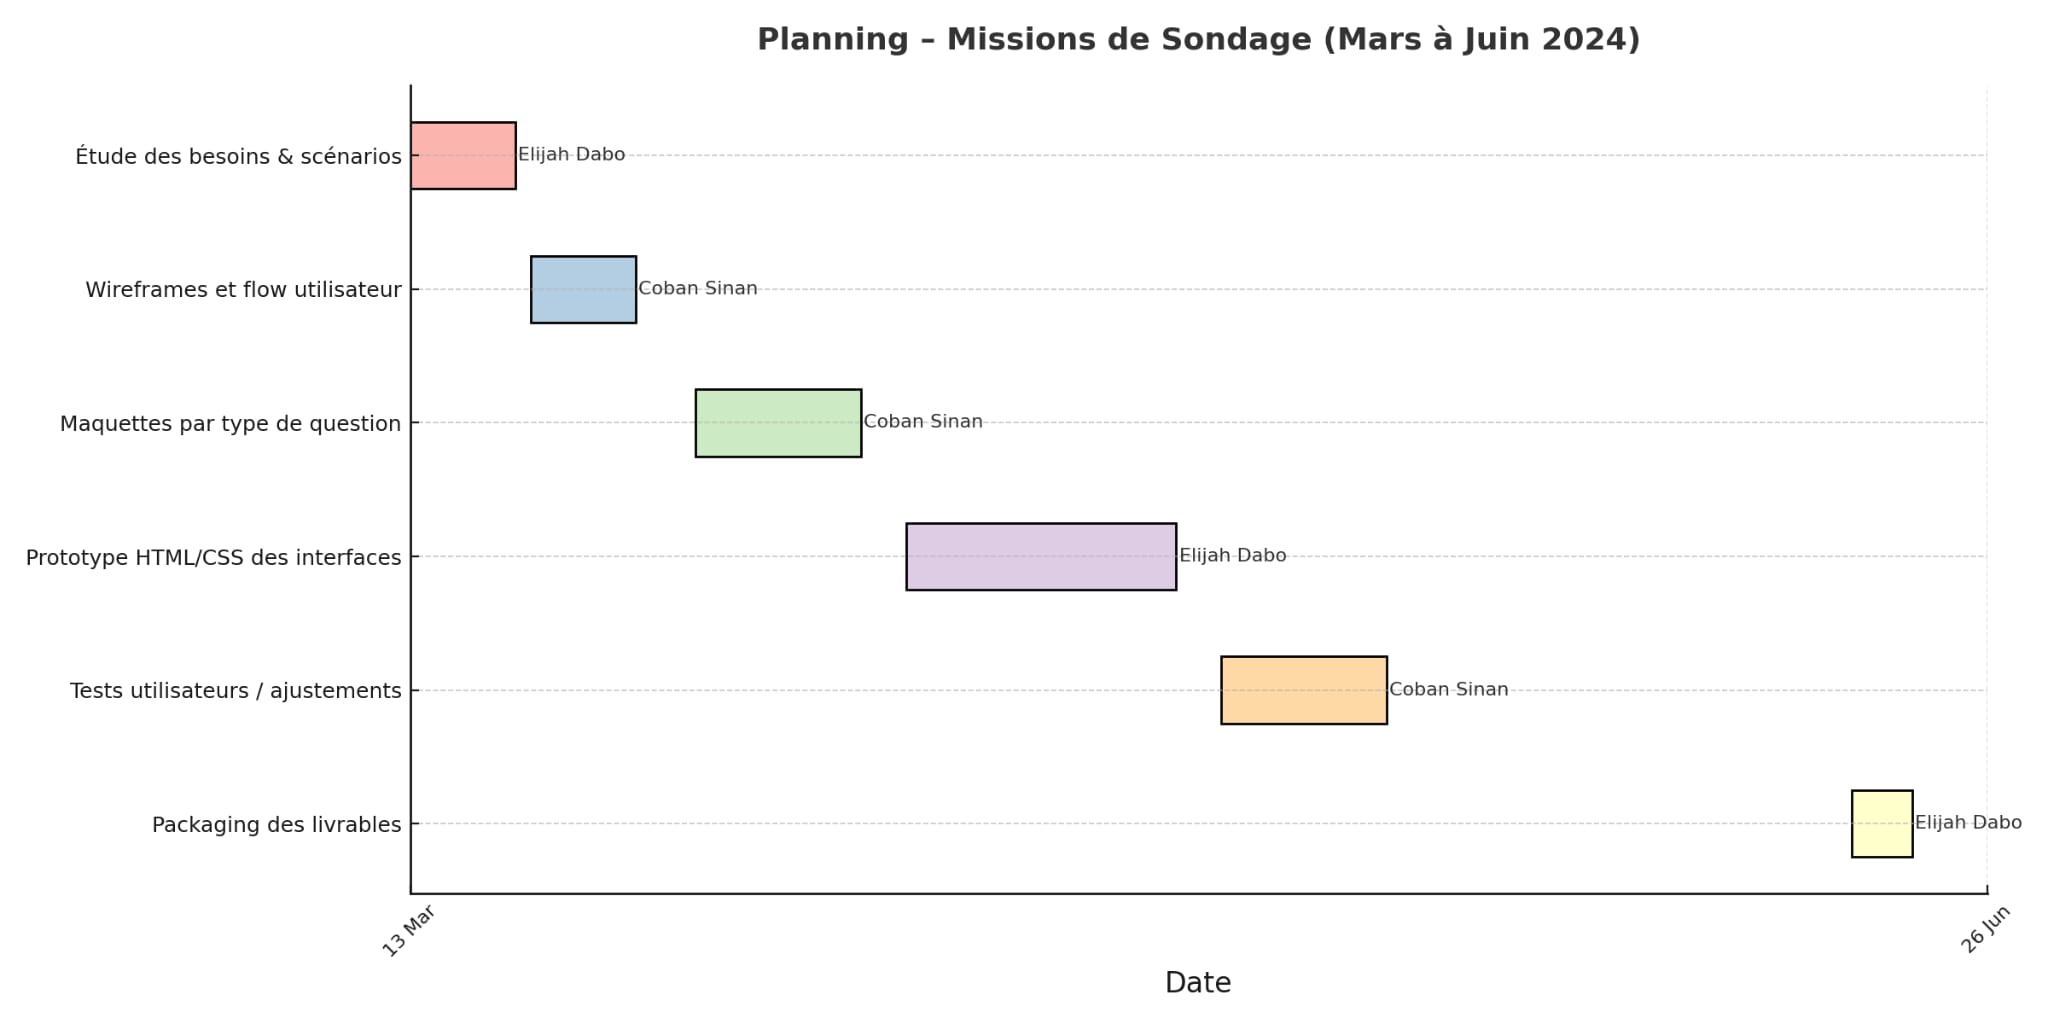 Planning – Missions de Sondage (Mars à Juin 2024)
Étude des besoins & scénarios
Elijah Dabo
Wireframes et flow utilisateur
Coban Sinan
Maquettes par type de question
Coban Sinan
Prototype HTML/CSS des interfaces
Elijah Dabo
Tests utilisateurs / ajustements
Coban Sinan
Packaging des livrables
Elijah Dabo
13 Mar
26 Jun
Date